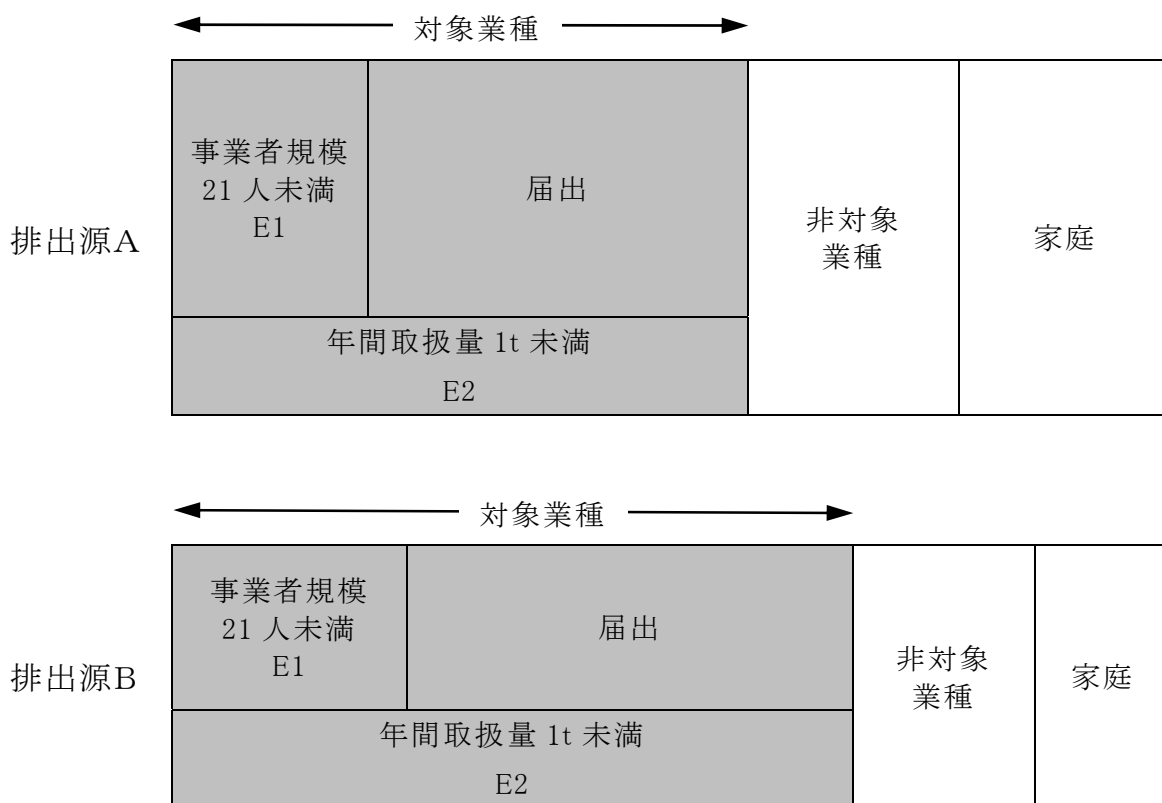 対象業種
事業者規模
21 人未満
E1
届出
排出源A
非対象
業種
家庭
年間取扱量 1t 未満
E2
対象業種
事業者規模
21 人未満
E1
届出
排出源B
非対象
業種
家庭
年間取扱量 1t 未満
E2